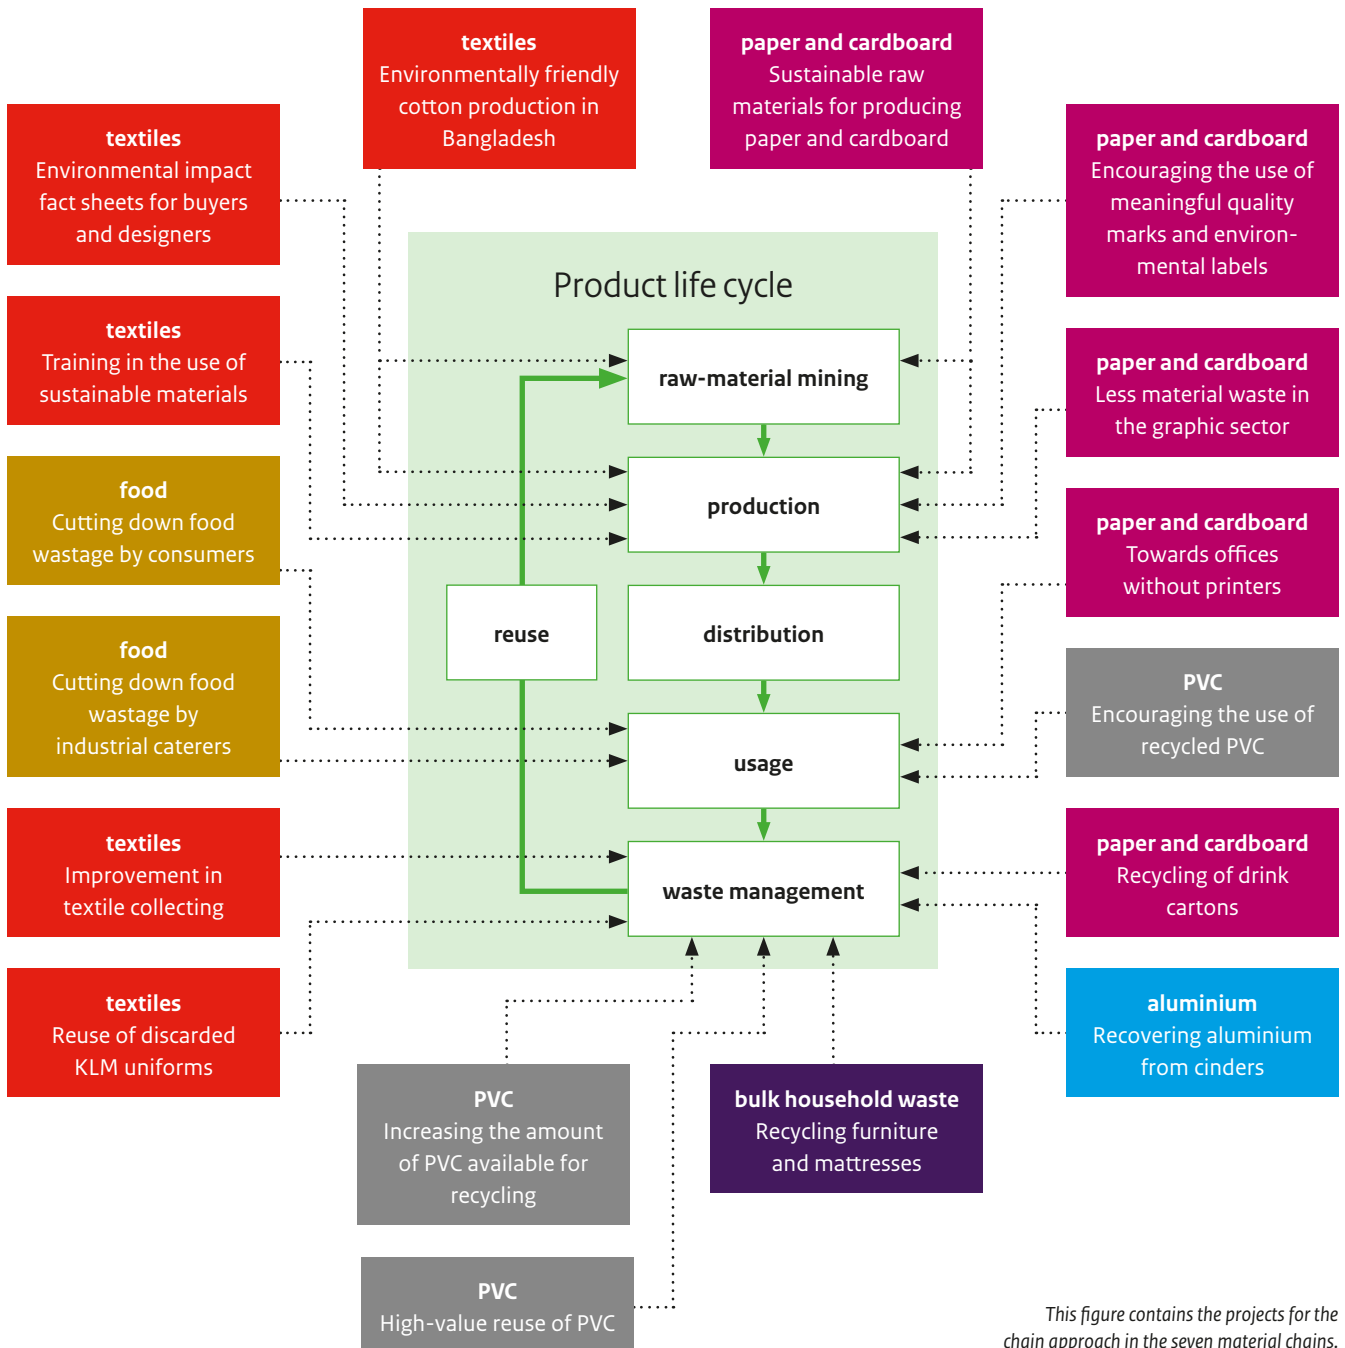 textiles
Environmentally friendly
cotton production in
Bangladesh
paper and cardboard
Sustainable raw
materials for producing
paper and cardboard
textiles
Environmental impact
fact sheets for buyers
and designers
paper and cardboard
Encouraging the use of
meaningful quality
marks and environ-
mental labels
textiles
Training in the use of
sustainable materials
paper and cardboard
Less material waste in
the graphic sector
food
Cutting down food
wastage by consumers
paper and cardboard
Towards offices
without printers
food
Cutting down food
wastage by
industrial caterers
PVC
Encouraging the use of
recycled PVC
textiles
Improvement in
textile collecting
paper and cardboard
Recycling of drink
cartons
textiles
Reuse of discarded
KLM uniforms
aluminium
Recovering aluminium
from cinders
Product life cycle
raw-material mining
production
reuse
distribution
usage
waste management
PVC
Increasing the amount
of PVC available for
recycling
bulk household waste
Recycling furniture
and mattresses
PVC
High-value reuse of PVC
This figure contains the projects for the
chain approach in the seven material chains.